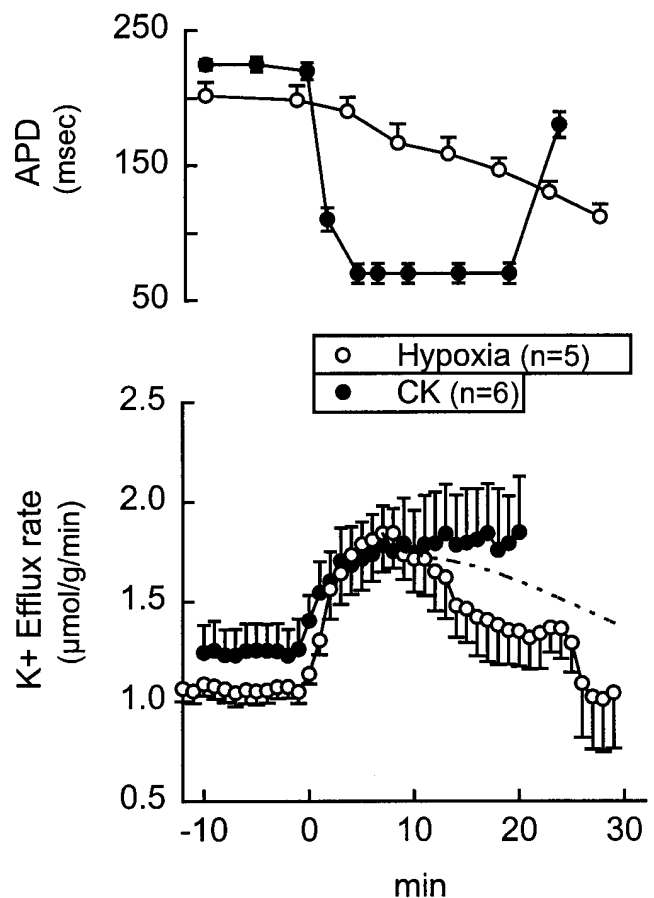 250
150
50
APD
(msec)
Hypoxia (n=5)
CK (n=6)
2.5
2.0
1.5
1.0
0.5
K+ Efflux rate
(μmol/g/min)
-10 0 10 20 30
min